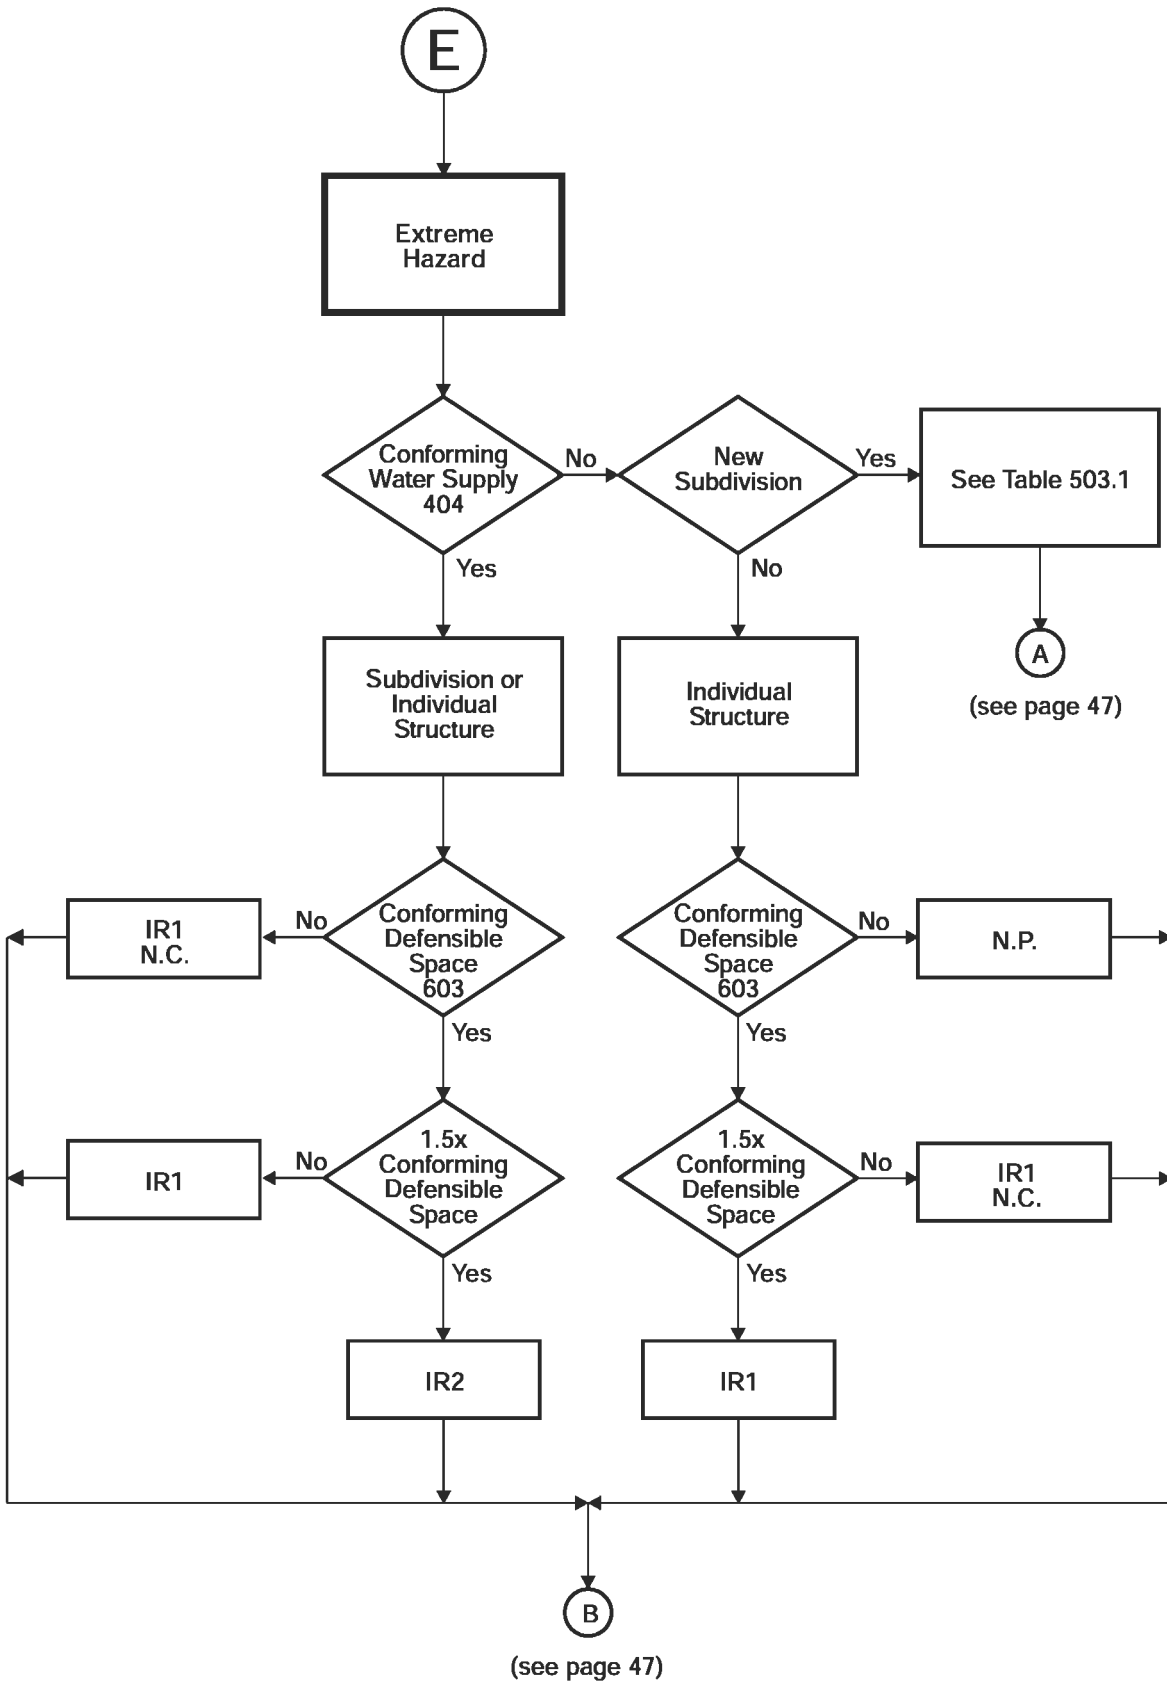 E
Extreme
Hazard
Conforming
Water Supply
404
No
New
Subdivision
Yes
See Table 503.1
Yes
No
A
(see page 47)
Subdivision or
Individual
Structure
Individual
Structure
IR1
N.C.
No
Conforming
Defensible
Space
603
Conforming
Defensible
Space
603
No
N.P.
Yes
Yes
IR1
No
1.5x
Conforming
Defensible
Space
1.5x
Conforming
Defensible
Space
No
IR1
N.C.
Yes
Yes
IR2
IR1
B
(see page 47)